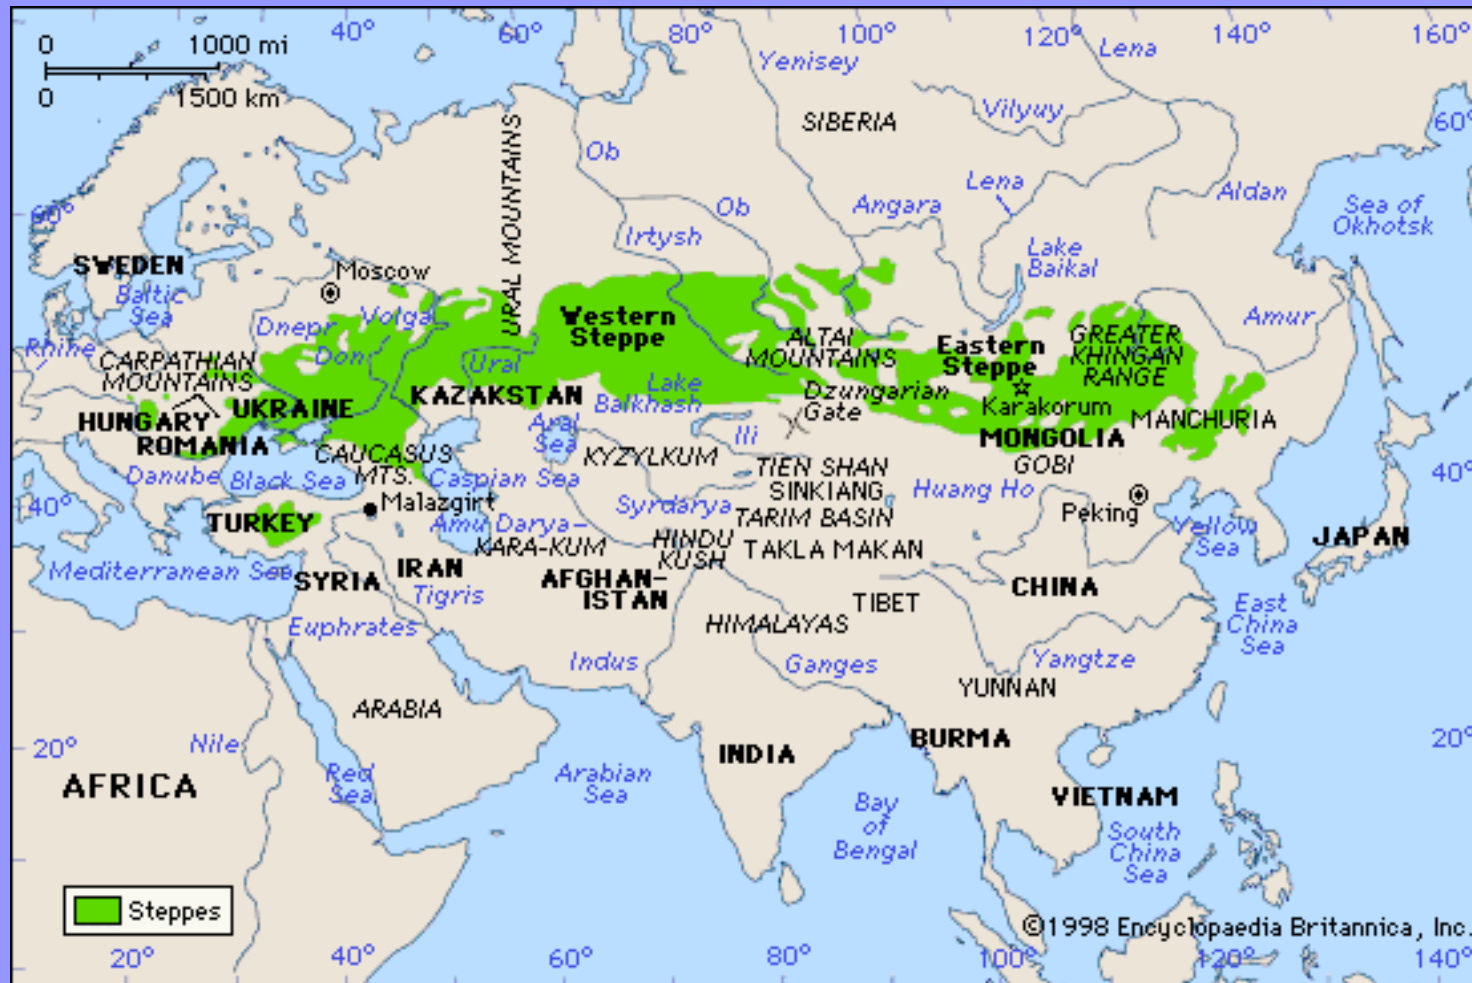 0 1000 mi
0 1500 km
40°
60°
80°
100°
120°
140°
160°
Lena
Yenisey
Vilyuy
SIBERIA
60°
URAL MOUNTAINS
Ob
Lena
Aldan
Ob
Angara
Sea of
Okhotsk
60°
Irtysh
Lake
Baikal
SWEDEN
Moscow
Baltic
Sea
Volga
Western
Steppe
Amur
Dnepr
Rhine
Don
Ural
ALTAI
MOUNTAINS
Eastern
Steppe
GREATER
KHINGAN
RANGE
CARPATHIAN
MOUNTAINS
KAZAKSTAN
Lake
Balkhash
Dzungarian
Gate
Karakorum
MANCHURIA
HUNGARY
UKRAINE
ROMANIA
Aral
Sea
Ili
MONGOLIA
CAUCASUS
MTS.
KYZYLKUM
TIEN SHAN
GOBI
40°
Danube
Black Sea
Caspian Sea
SINKIANG
Huang Ho
40°
Malazgirt
Syrdarya
TARIM BASIN
Peking
TURKEY
Amu Darya
Yellow
Sea
JAPAN
KARA-KUM
HINDU
KUSH
TAKLA MAKAN
Mediterranean Sea
SYRIA
IRAN
AFGHAN-
ISTAN
CHINA
Tigris
TIBET
East
China
Sea
Euphrates
HIMALAYAS
Indus
Ganges
Yangtze
YUNNAN
ARABIA
Nile
20°
BURMA
20°
INDIA
AFRICA
Red
Sea
Arabian
Sea
Bay
of
Bengal
VIETNAM
South
China
Sea
Steppes
©1998 Encyclopaedia Britannica, Inc.
20°
40°
60°
80°
100°
120°
140°